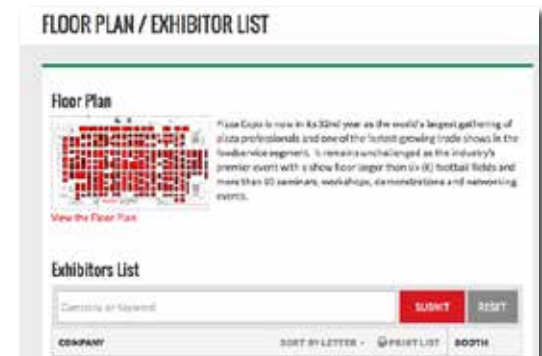 FLOOR PLAN / EXHIBITOR LIST
Floor Plan
Pizza Expo is now in its 32nd year as the world's largest gathering of
pizza professionals and one of the fastest growing trade shows in the
foodservice segment. It remains unchallenged as the industry's
premier event with a show floor larger than six (6) football fields and
more than 80 seminars, workshops, demonstrations and networking
events.
View the Floor Plan
Exhibitors List
Company or Keyword
SUBMIT
RESET
COMPANY
SORT BY LETTER
PRINT LIST
BOOTH